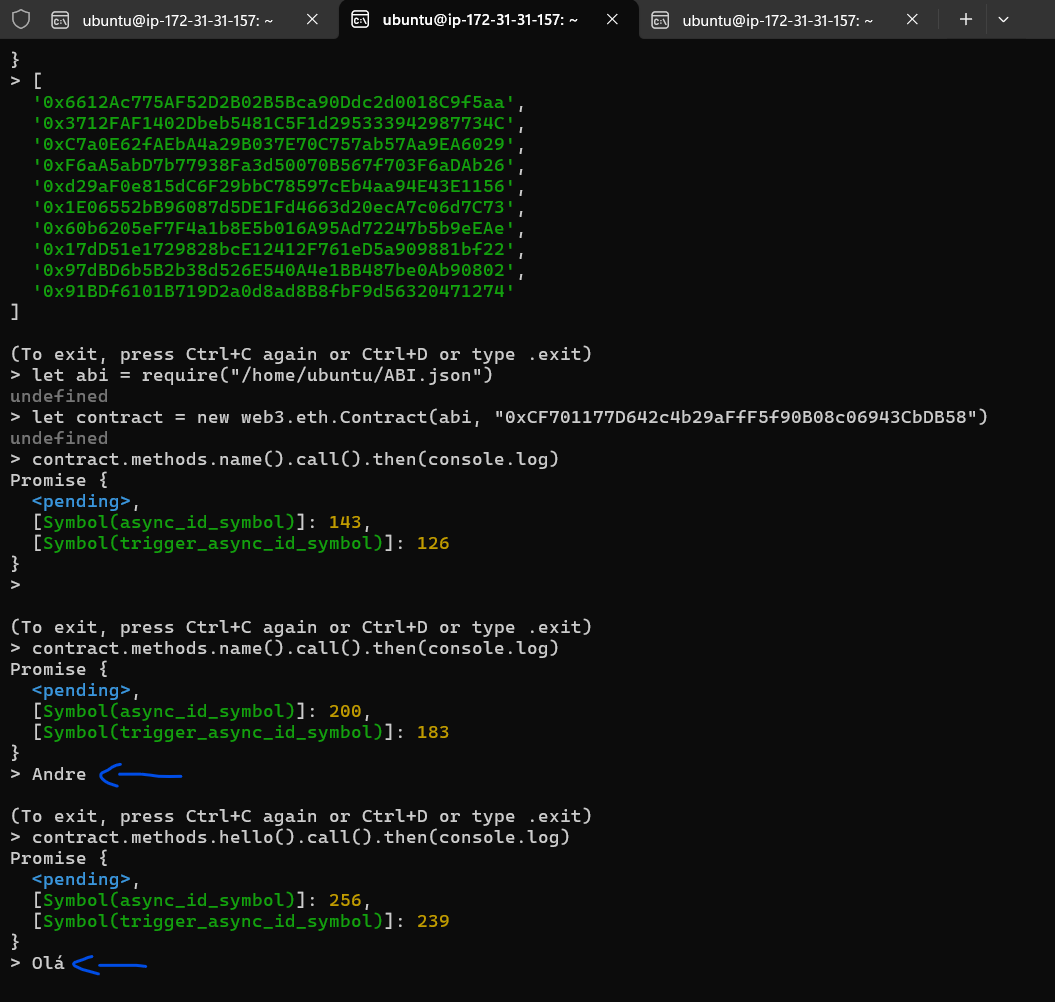 ubuntu@ip-172-31-31-157: ~
ubuntu@ip-172-31-31-157: ~
ubuntu@ip-172-31-31-157: ~
}
> [
  '0x6612Ac775AF52D2B02B5Bca90Ddc2d0018C9f5aa',
  '0x3712FAF1402Dbeb5481C5F1d295333942987734C',
  '0xC7a0E62fAEbA4a29B037E70C757ab57Aa9EA6029',
  '0xF6aA5abD7b77938Fa3d50070B567f703F6aDAb26',
  '0xd29aF0e815dC6F29bbC78597cEb4aa94E43E1156',
  '0x1E06552bB96087d5DE1Fd4663d20ecA7c06d7C73',
  '0x60b6205eF7F4a1b8E5b016A95Ad72247b5b9eEAe',
  '0x17dD51e1729828bcE12412F761eD5a909881bf22',
  '0x97dBD6b5B2b38d526E540A4e1BB487be0Ab90802',
  '0x91BDf6101B719D2a0d8ad8B8fbF9d56320471274'
]
(To exit, press Ctrl+C again or Ctrl+D or type .exit)
> let abi = require("/home/ubuntu/ABI.json")
undefined
> let contract = new web3.eth.Contract(abi, "0xCF701177D642c4b29aFfF5f90B08c06943CbDB58")
undefined
> contract.methods.name().call().then(console.log)
Promise {
  <pending>,
  [Symbol(async_id_symbol)]: 143,
  [Symbol(trigger_async_id_symbol)]: 126
}
>
(To exit, press Ctrl+C again or Ctrl+D or type .exit)
> contract.methods.name().call().then(console.log)
Promise {
  <pending>,
  [Symbol(async_id_symbol)]: 200,
  [Symbol(trigger_async_id_symbol)]: 183
}
> Andre
(To exit, press Ctrl+C again or Ctrl+D or type .exit)
> contract.methods.hello().call().then(console.log)
Promise {
  <pending>,
  [Symbol(async_id_symbol)]: 256,
  [Symbol(trigger_async_id_symbol)]: 239
}
> Olá